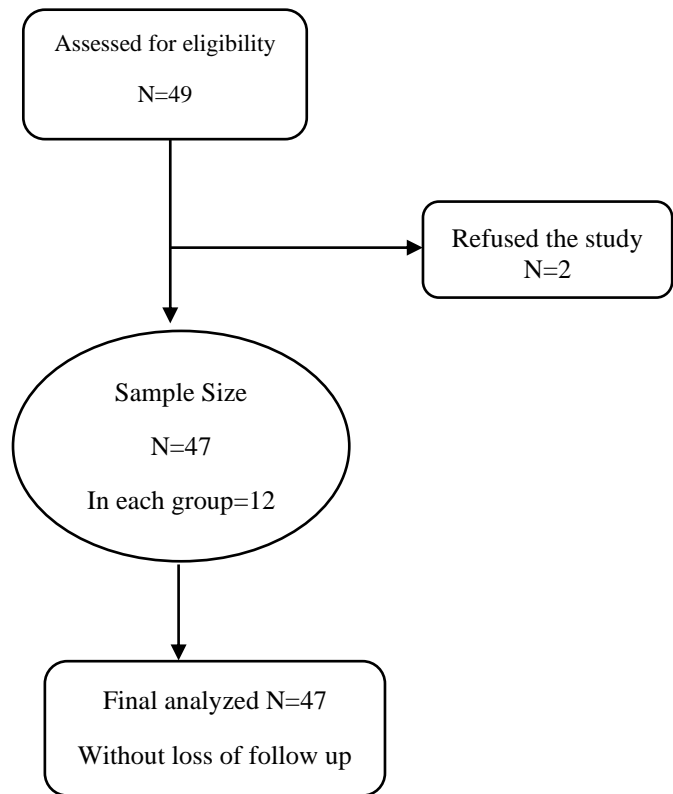 Assessed for eligibility
N=49
Refused the study
N=2
Sample Size
N=47
In each group=12
Final analyzed N=47
Without loss of follow up